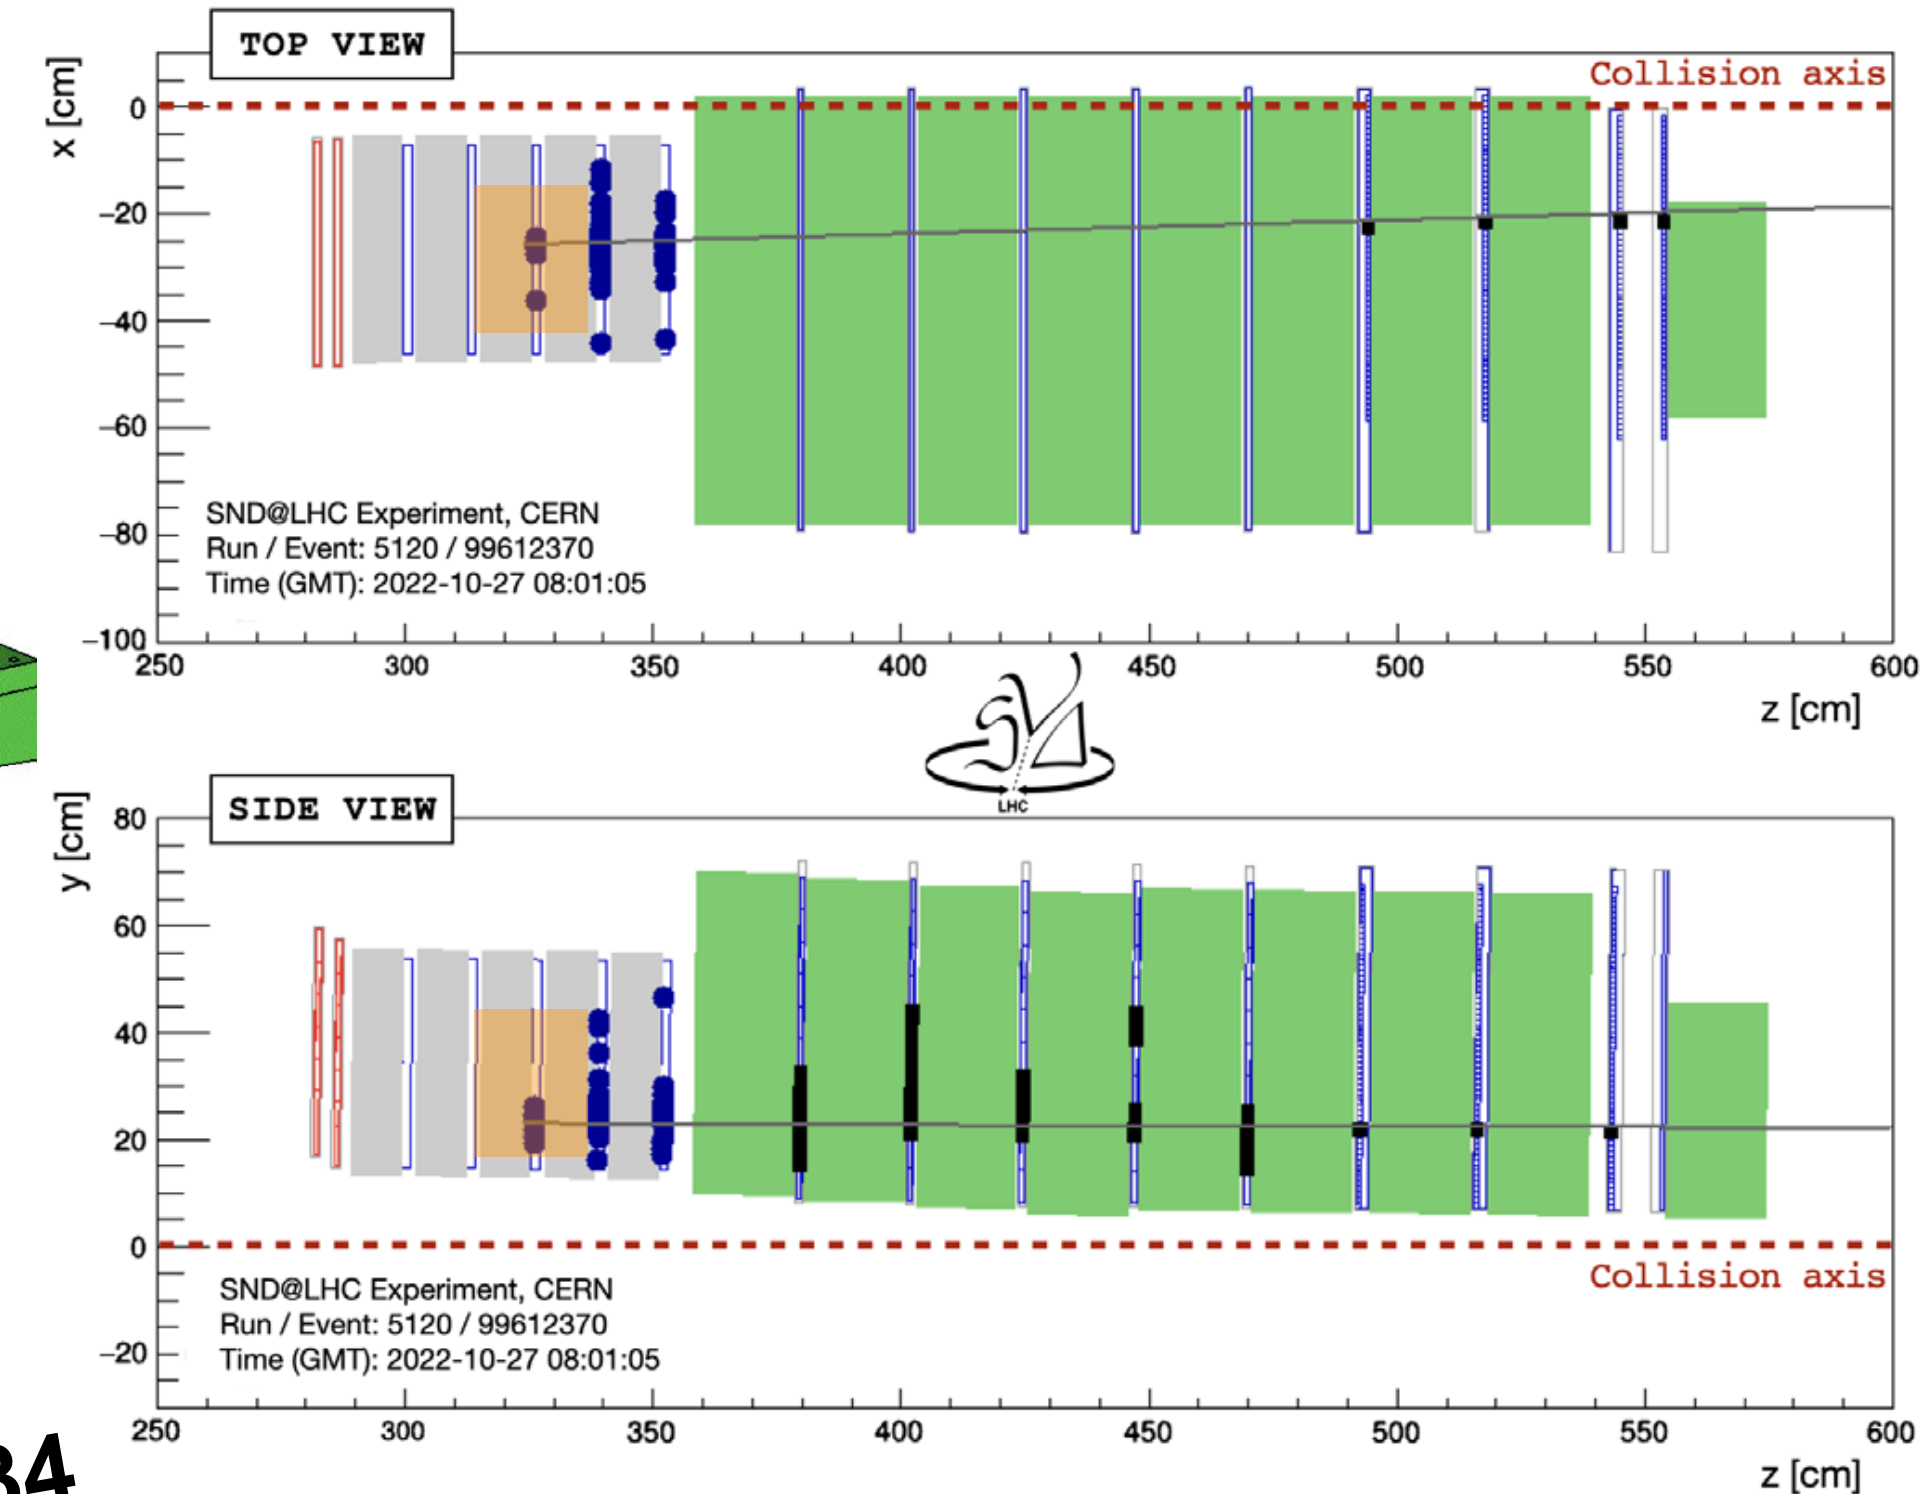 TOP VIEW
Collision axis
x [cm]
0
−20
−40
−60
−80
−100
SND@LHC Experiment, CERN
Run / Event: 5120 / 99612370
Time (GMT): 2022-10-27 08:01:05
250 300 350 400 450 500 550 600
z [cm]
LHC
SIDE VIEW
y [cm]
80
60
40
20
0
−20
Collision axis
SND@LHC Experiment, CERN
Run / Event: 5120 / 99612370
Time (GMT): 2022-10-27 08:01:05
250 300 350 400 450 500 550 600
z [cm]
34